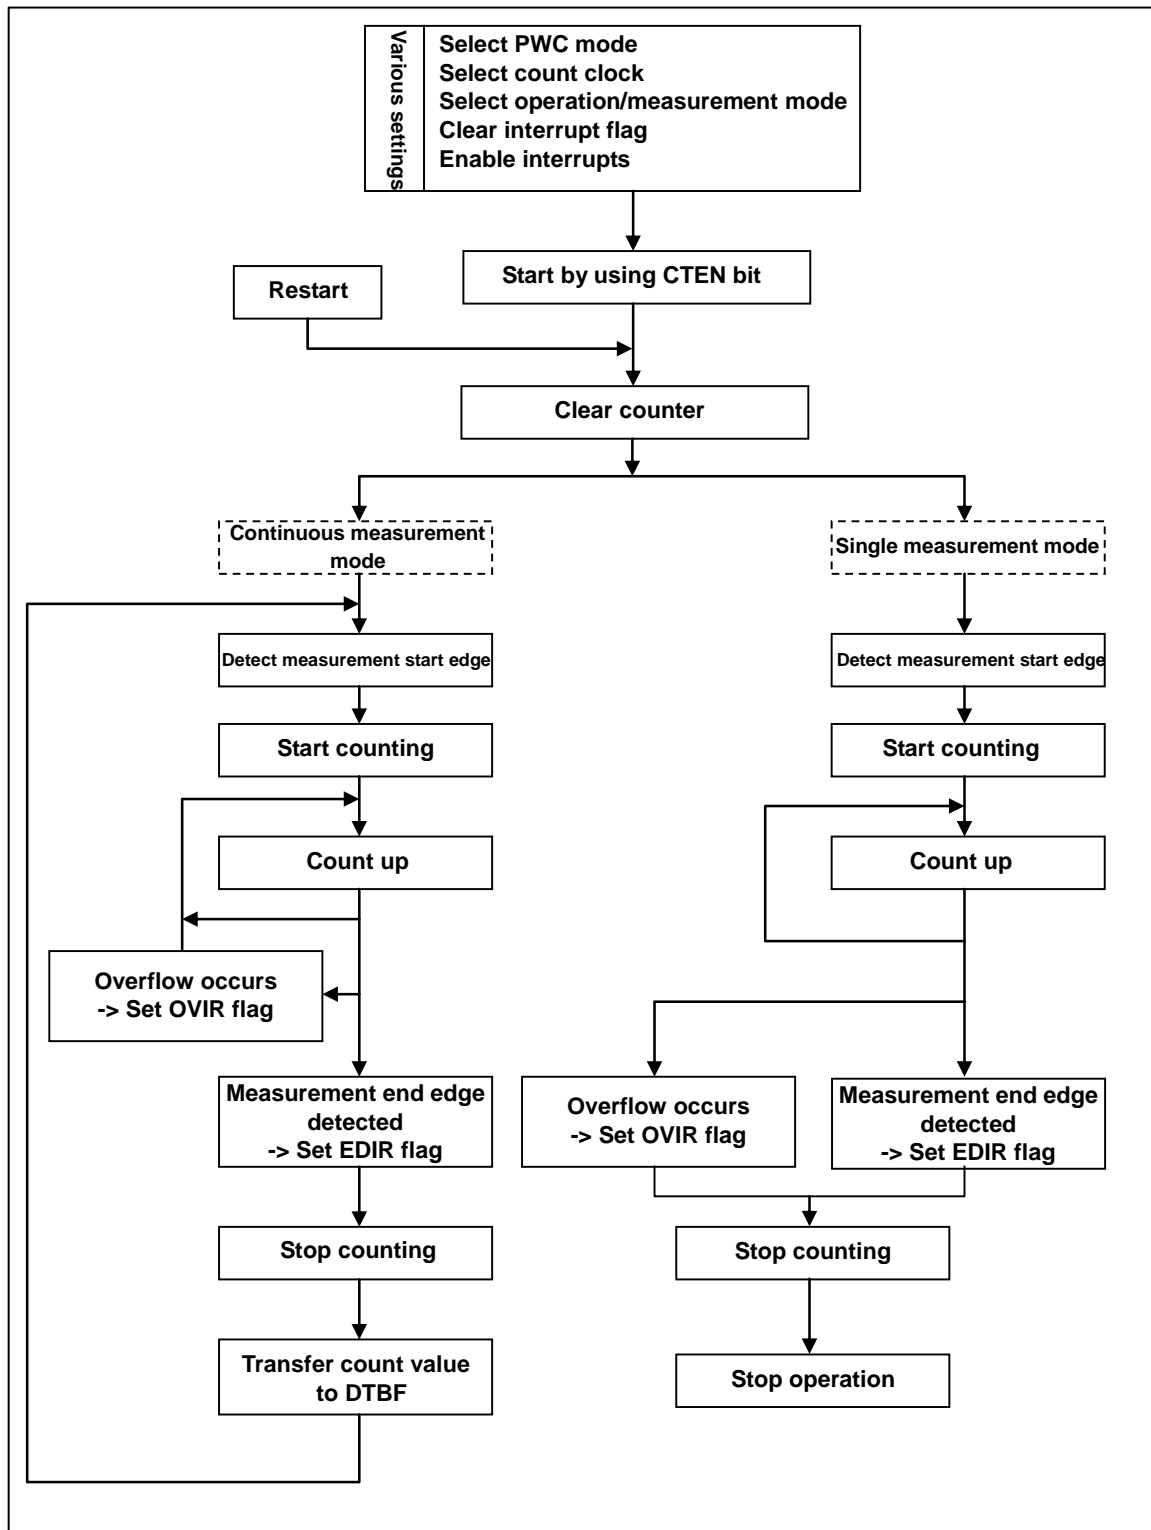 Various settings
Select PWC mode
Select count clock
Select operation/measurement mode
Clear interrupt flag
Enable interrupts
Start by using CTEN bit
Restart
Clear counter
Continuous measurement
mode
Detect measurement start edge
Start counting
Count up
Overflow occurs
-> Set OVIR flag
Measurement end edge
detected
-> Set EDIR flag
Stop counting
Transfer count value
to DTBF
Single measurement mode
Detect measurement start edge
Start counting
Count up
Overflow occurs
-> Set OVIR flag
Measurement end edge
detected
-> Set EDIR flag
Stop counting
Stop operation